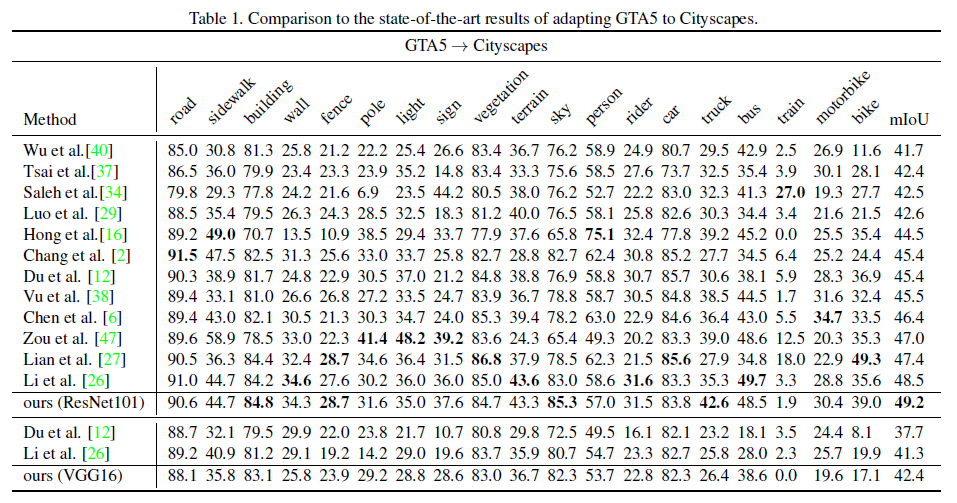 Table 1. Comparison to the state-of-the-art results of adapting GTA5 to Cityscapes.
GTA5 → Cityscapes
Method road sidewalk building wall fence pole light sign vegetation terrain sky person rider car truck bus train motorbike bike mIoU
Wu et al.[40] 85.0 30.8 81.3 25.8 21.2 22.2 25.4 26.6 83.4 36.7 76.2 58.9 24.9 80.7 29.5 42.9 2.5 26.9 11.6 41.7
Tsai et al.[37] 86.5 36.0 79.9 23.4 23.3 23.9 35.2 14.8 83.4 33.3 75.6 58.5 27.6 73.7 32.5 35.4 3.9 30.1 28.1 42.4
Saleh et al.[34] 79.8 29.3 77.8 24.2 21.6 6.9 23.5 44.2 80.5 38.0 76.2 52.7 22.2 83.0 32.3 41.3 27.0 19.3 27.7 42.5
Luo et al. [29] 88.5 35.4 79.5 26.3 24.3 28.5 32.5 18.3 81.2 40.0 76.5 58.1 25.8 82.6 30.3 34.4 3.4 21.6 21.5 42.6
Hong et al.[16] 89.2 49.0 70.7 13.5 10.9 38.5 29.4 33.7 77.9 37.6 65.8 75.1 32.4 77.8 39.2 45.2 0.0 25.5 35.4 44.5
Chang et al. [2] 91.5 47.5 82.5 31.3 25.6 33.0 33.7 25.8 82.7 28.8 82.7 62.4 30.8 85.2 27.7 34.5 6.4 25.2 24.4 45.4
Du et al. [12] 90.3 38.9 81.7 24.8 22.9 30.5 37.0 21.2 84.8 38.8 76.9 58.8 30.7 85.7 30.6 38.1 5.9 28.3 36.9 45.4
Vu et al. [38] 89.4 33.1 81.0 26.6 26.8 27.2 33.5 24.7 83.9 36.7 78.8 58.7 30.5 84.8 38.5 44.5 1.7 31.6 32.4 45.5
Chen et al. [6] 89.4 43.0 82.1 30.5 21.3 30.3 34.7 24.0 85.3 39.4 78.2 63.0 22.9 84.6 36.4 43.0 5.5 34.7 33.5 46.4
Zou et al. [47] 89.6 58.9 78.5 33.0 22.3 41.4 48.2 39.2 83.6 24.3 65.4 49.3 20.2 83.3 39.0 48.6 12.5 20.3 35.3 47.0
Lian et al. [27] 90.5 36.3 84.4 32.4 28.7 34.6 36.4 31.5 86.8 37.9 78.5 62.3 21.5 85.6 27.9 34.8 18.0 22.9 49.3 47.4
Li et al. [26] 91.0 44.7 84.2 34.6 27.6 30.2 36.0 36.0 85.0 43.6 83.0 58.6 31.6 83.3 35.3 49.7 3.3 28.8 35.6 48.5
ours (ResNet101) 90.6 44.7 84.8 34.3 28.7 31.6 35.0 37.6 84.7 43.3 85.3 57.0 31.5 83.8 42.6 48.5 1.9 30.4 39.0 49.2
Du et al. [12] 88.7 32.1 79.5 29.9 22.0 23.8 21.7 10.7 80.8 29.8 72.5 49.5 16.1 82.1 23.2 18.1 3.5 24.4 8.1 37.7
Li et al. [26] 89.2 40.9 81.2 29.1 19.2 14.2 29.0 19.6 83.7 35.9 80.7 54.7 23.3 82.7 25.8 28.0 2.3 25.7 19.9 41.3
ours (VGG16) 88.1 35.8 83.1 25.8 23.9 29.2 28.8 28.6 83.0 36.7 82.3 53.7 22.8 82.3 26.4 38.6 0.0 19.6 17.1 42.4